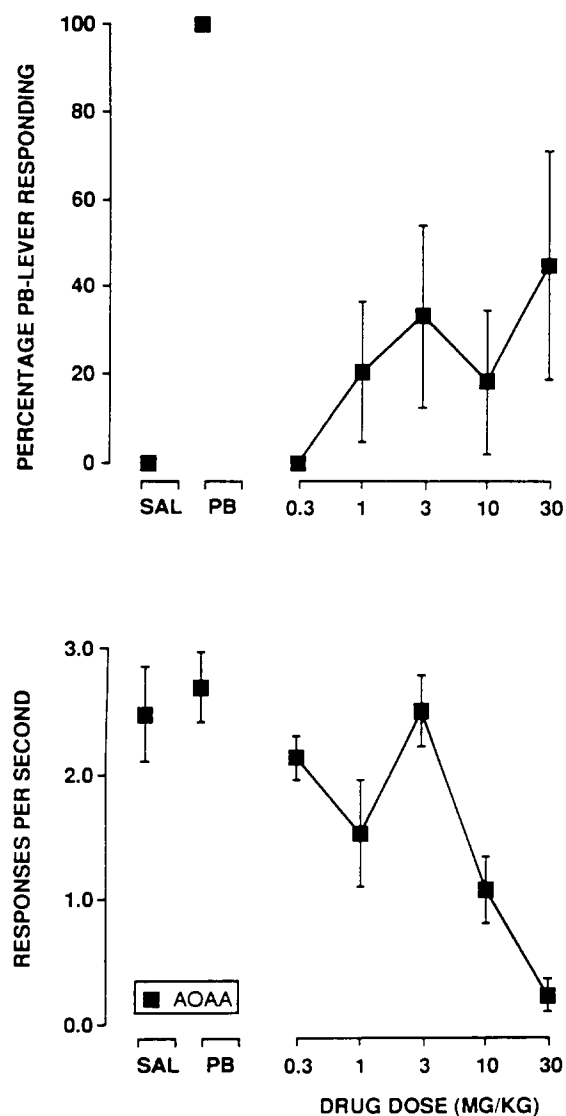 PERCENTAGE PB-LEVER RESPONDING
100
80
60
40
20
0
SAL PB 0.3 1 3 10 30
RESPONSES PER SECOND
3.0
2.0
1.0
0.0
AOAA
SAL PB 0.3 1 3 10 30
DRUG DOSE (MG/KG)